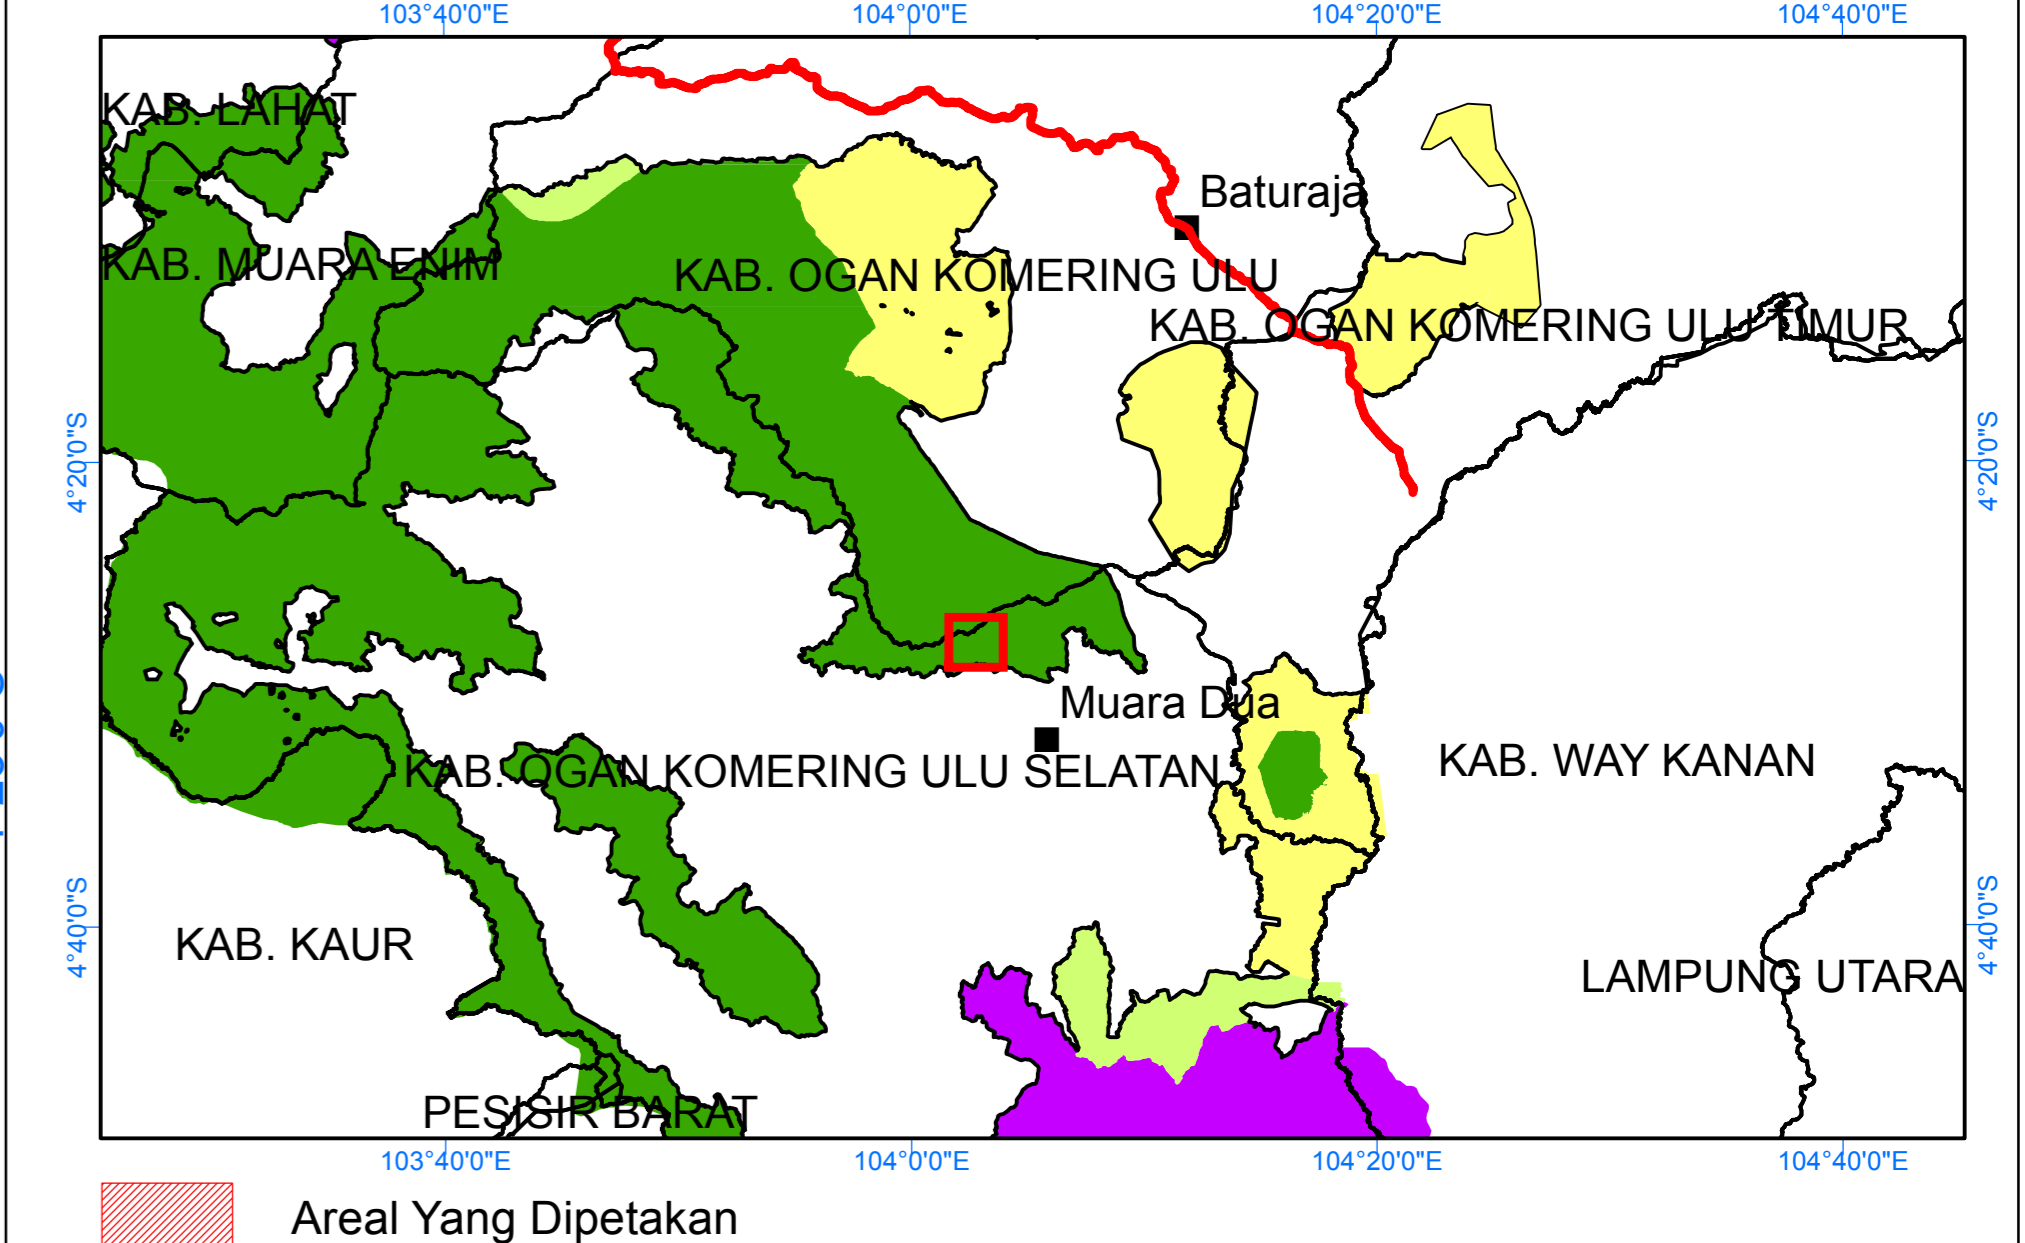 103°40'0"E 104°0'0"E 104°20'0"E 104°40'0"E
KAB. LAHAT
Baturaja
KAB. MUARA ENIM
KAB. OGAN KOMERING ULU
KAB. OGAN KOMERING ULU TIMUR
4°20'0"S
4°20'0"S
Muara Dua
KAB. OGAN KOMERING ULU SELATAN
KAB. WAY KANAN
4°40'0"S
4°40'0"S
KAB. KAUR
LAMPUNG UTARA
PESISIR BARAT
103°40'0"E 104°0'0"E 104°20'0"E 104°40'0"E
Areal Yang Dipetakan